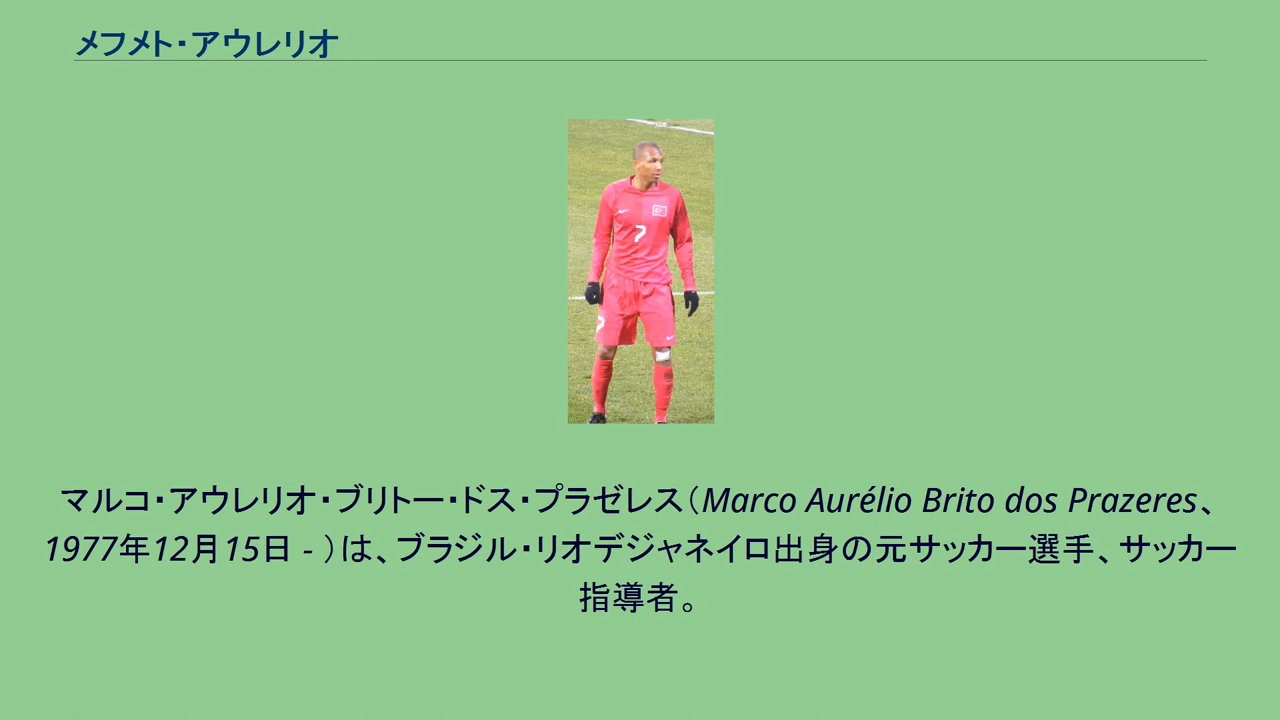 メフメト・アウレリオ
7
マルコ・アウレリオ・ブリトー・ドス・プラゼレス（Marco Aurélio Brito dos Prazeres、
1977年12月15日 - ）は、ブラジル・リオデジャネイロ出身の元サッカー選手、サッカー
指導者。